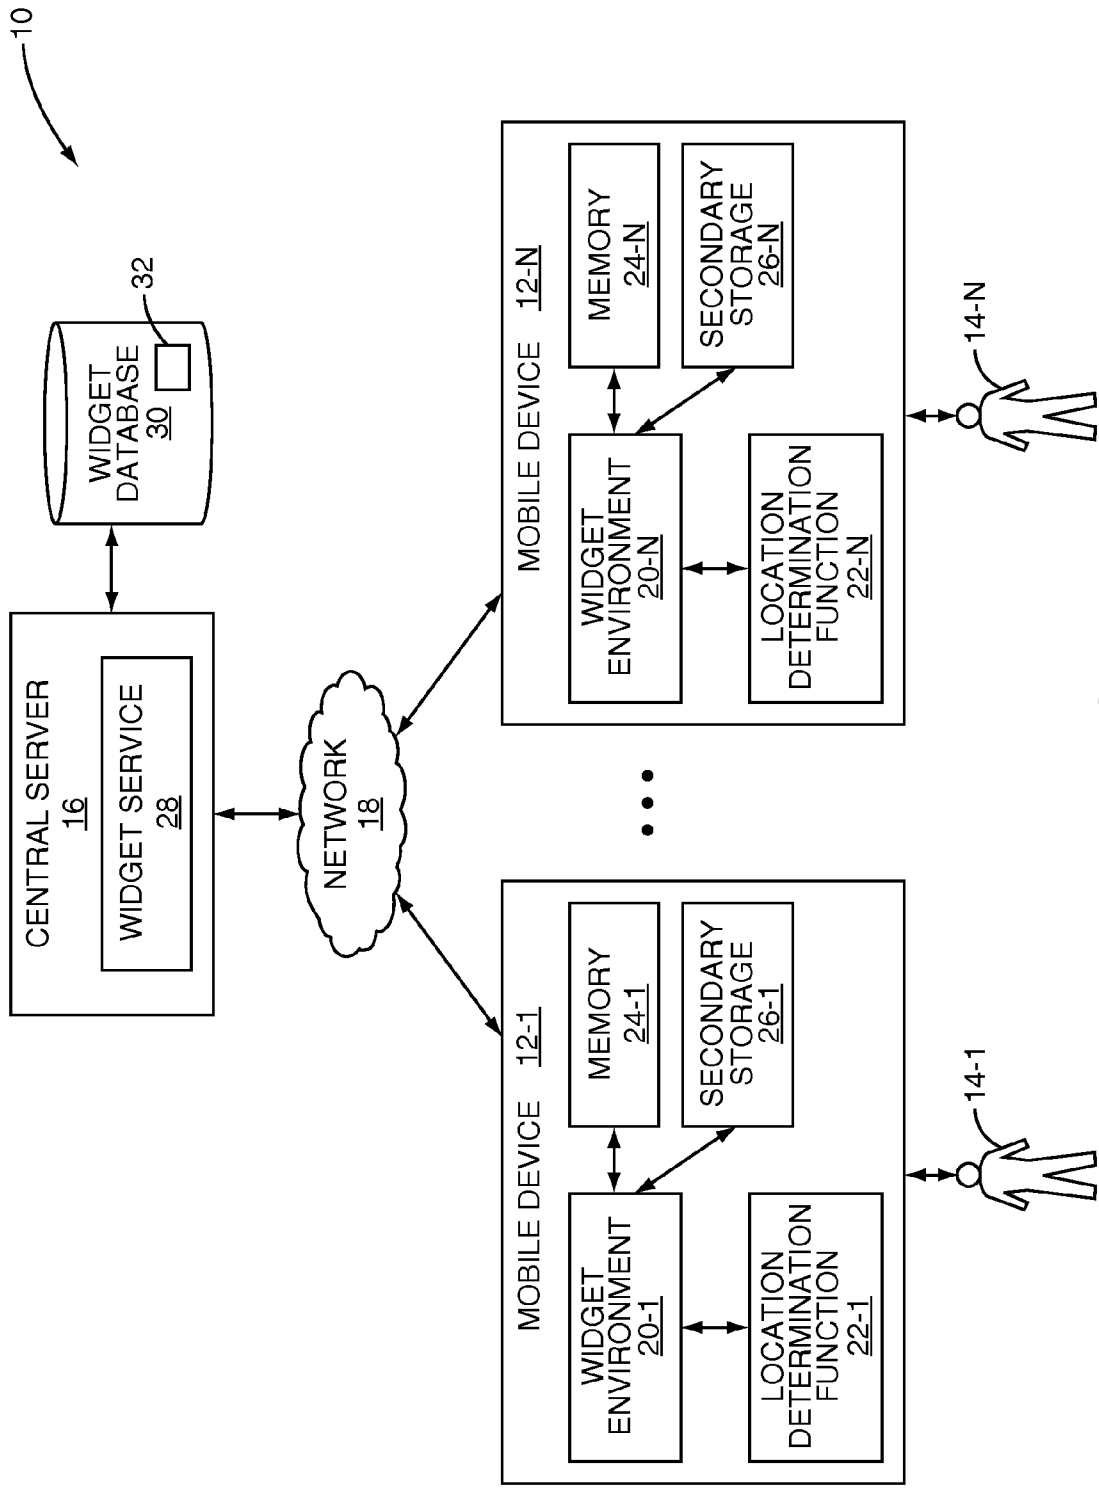 10
CENTRAL SERVER
16
WIDGET SERVICE
28
WIDGET
DATABASE
30
32
NETWORK
18
MOBILE DEVICE 12-1
WIDGET
ENVIRONMENT
20-1
MEMORY
24-1
SECONDARY
STORAGE
26-1
LOCATION
DETERMINATION
FUNCTION
22-1
14-1
MOBILE DEVICE 12-N
WIDGET
ENVIRONMENT
20-N
MEMORY
24-N
SECONDARY
STORAGE
26-N
LOCATION
DETERMINATION
FUNCTION
22-N
14-N